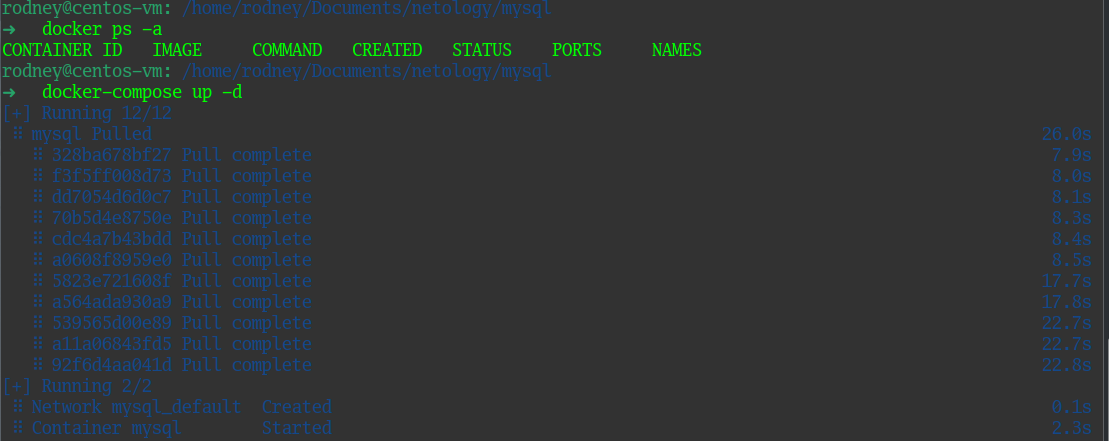 rodney@centos-vm: /home/rodney/Documents/netology/mysql
➜ docker ps -a
CONTAINER ID IMAGE COMMAND CREATED STATUS PORTS NAMES
rodney@centos-vm: /home/rodney/Documents/netology/mysql
➜ docker-compose up -d
[+] Running 12/12
⠿ mysql Pulled 26.0s
⠿ 328ba678bf27 Pull complete 7.9s
⠿ f3f5ff008d73 Pull complete 8.0s
⠿ dd7054d6d0c7 Pull complete 8.1s
⠿ 70b5d4e8750e Pull complete 8.3s
⠿ cdc4a7b43bdd Pull complete 8.4s
⠿ a0608f8959e0 Pull complete 8.5s
⠿ 5823e721608f Pull complete 17.7s
⠿ a564ada930a9 Pull complete 17.8s
⠿ 539565d00e89 Pull complete 22.7s
⠿ a11a06843fd5 Pull complete 22.7s
⠿ 92f6d4aa041d Pull complete 22.8s
[+] Running 2/2
⠿ Network mysql_default Created 0.1s
⠿ Container mysql Started 2.3s